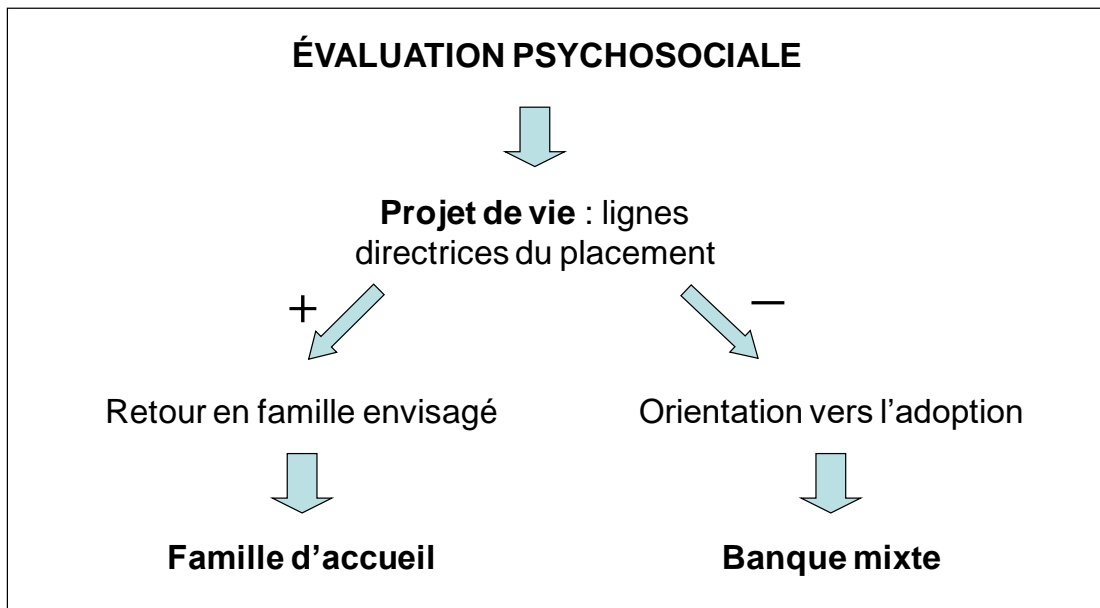 ÉVALUATION PSYCHOSOCIALE
Projet de vie : lignes
directrices du placement
+
—
Retour en famille envisagé
Orientation vers l’adoption
Famille d’accueil
Banque mixte